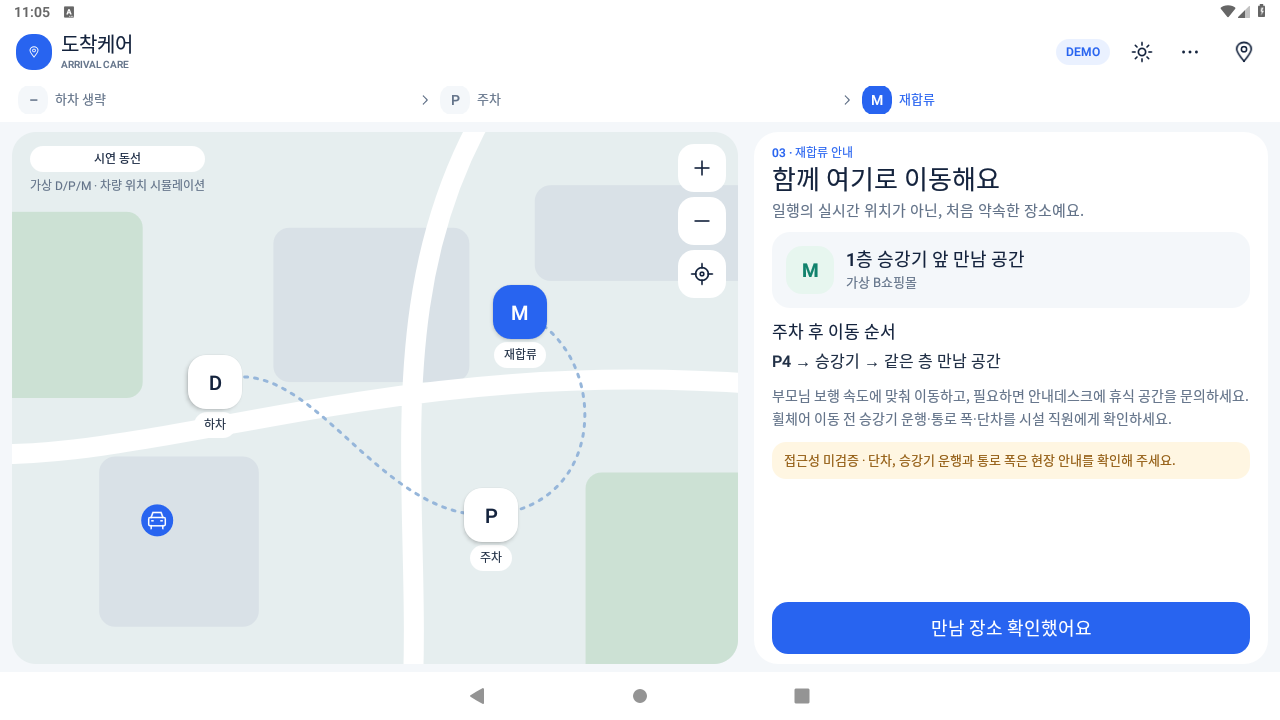 11:05
도착케어
ARRIVAL CARE
DEMO
하차 생략
P 주차
M 재합류
시연 동선
가상 D/P/M · 차량 위치 시뮬레이션
M
재합류
D
하차
P
주차
03 · 재합류 안내
함께 여기로 이동해요
일행의 실시간 위치가 아닌, 처음 약속한 장소예요.
M
1층 승강기 앞 만남 공간
가상 B쇼핑몰
주차 후 이동 순서
P4 → 승강기 → 같은 층 만남 공간
부모님 보행 속도에 맞춰 이동하고, 필요하면 안내데스크에 휴식 공간을 문의하세요.
휠체어 이동 전 승강기 운행·통로 폭·단차를 시설 직원에게 확인하세요.
접근성 미검증 · 단차, 승강기 운행과 통로 폭은 현장 안내를 확인해 주세요.
만남 장소 확인했어요